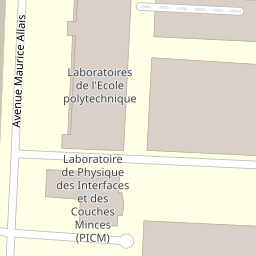 Avenue Maurice Allais
Laboratoires
de l'Ecole
polytechnique
Laboratoire
de Physique
des Interfaces
et des
Couches
Minces
(PICM)